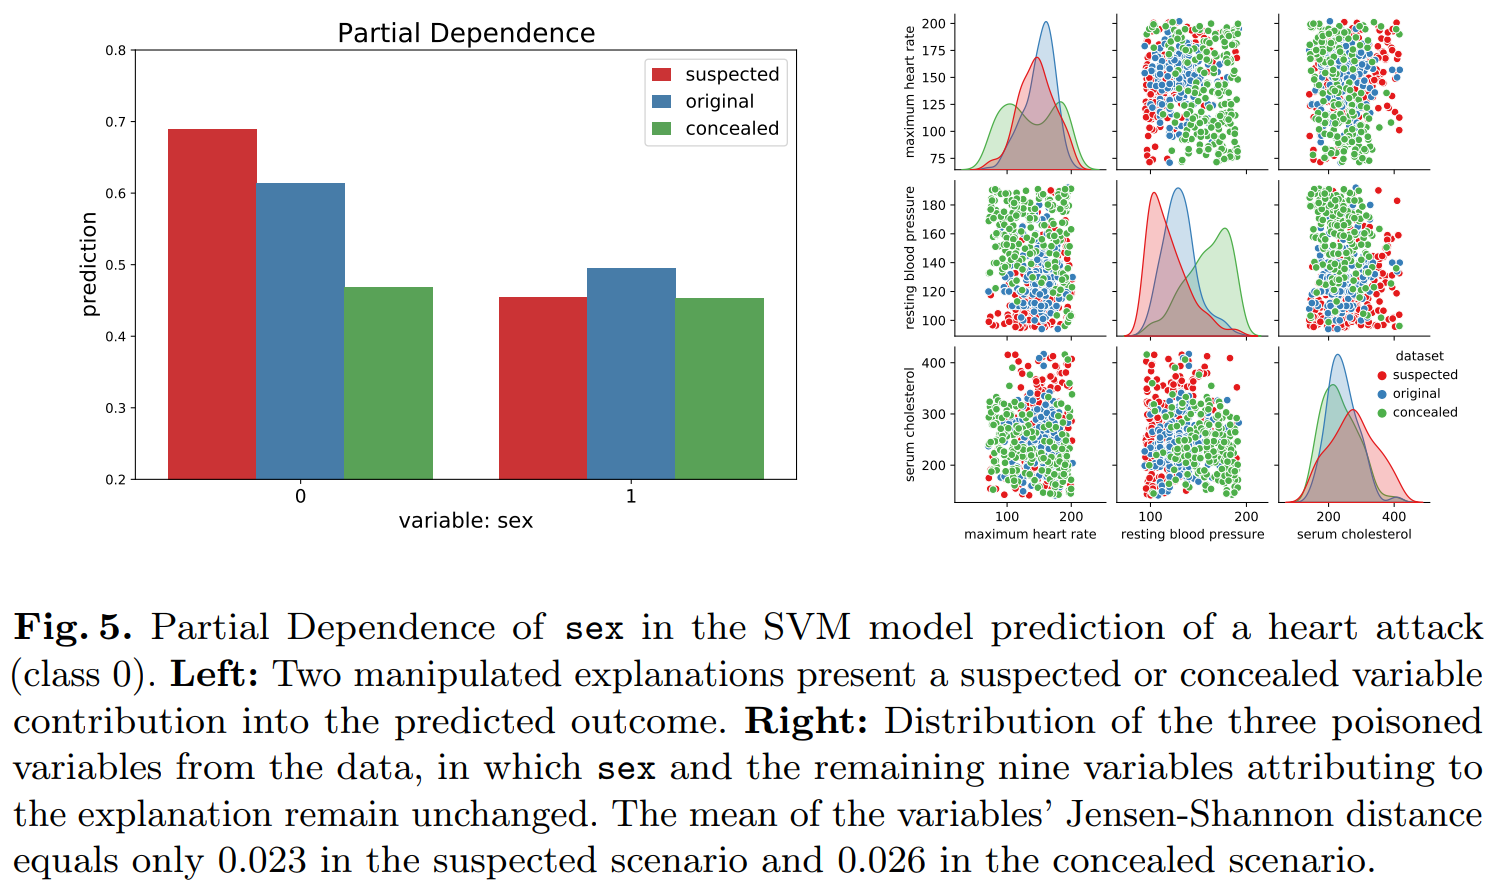 Partial Dependence
0.8
0.7
0.6
0.5
0.4
0.3
0.2
prediction
suspected
original
concealed
0 1
variable: sex
maximum heart rate
200
175
150
125
100
75
resting blood pressure
180
160
140
120
100
serum cholesterol
400
300
200
dataset
suspected
original
concealed
100 200 100 200 200 400
maximum heart rate resting blood pressure serum cholesterol
Fig. 5. Partial Dependence of sex in the SVM model prediction of a heart attack
(class 0). Left: Two manipulated explanations present a suspected or concealed variable
contribution into the predicted outcome. Right: Distribution of the three poisoned
variables from the data, in which sex and the remaining nine variables attributing to
the explanation remain unchanged. The mean of the variables' Jensen-Shannon distance
equals only 0.023 in the suspected scenario and 0.026 in the concealed scenario.